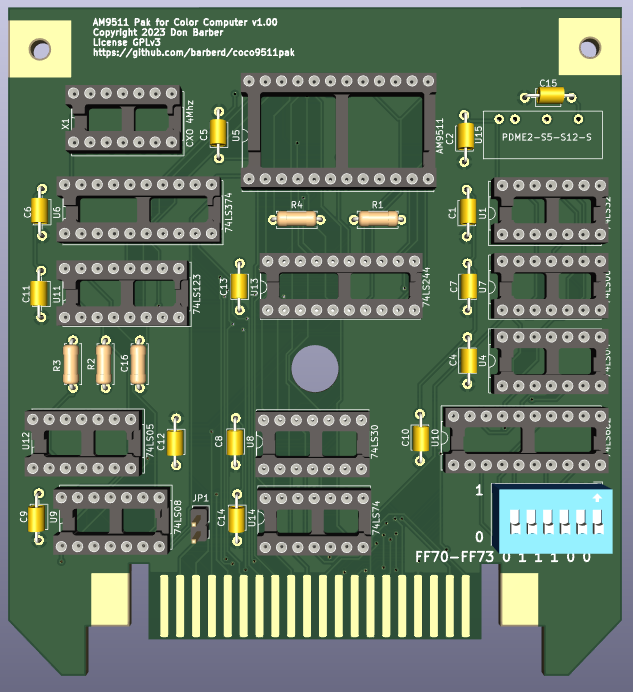 AM9511 Pak for Color Computer v1.00
Copyright 2023 Don Barber
License GPLv3
https://github.com/barberd/coco9511pak
C15
X1
CXO 4Mhz
C5
U5
AM9511
C2
U15
PDME2-S5-S12-S
C6
U6
74LS374
R4
R1
C1
U1
74LS32
C11
U11
74LS123
C13
U13
74LS244
C7
U7
R3
R2
C16
C4
U4
U12
74LS05
C12
C8
U8
74LS30
C10
U10
C9
U9
74LS08
JP1
C14
U14
74LS74
1
0
FF70-FF73 0 1 1 1 0 0